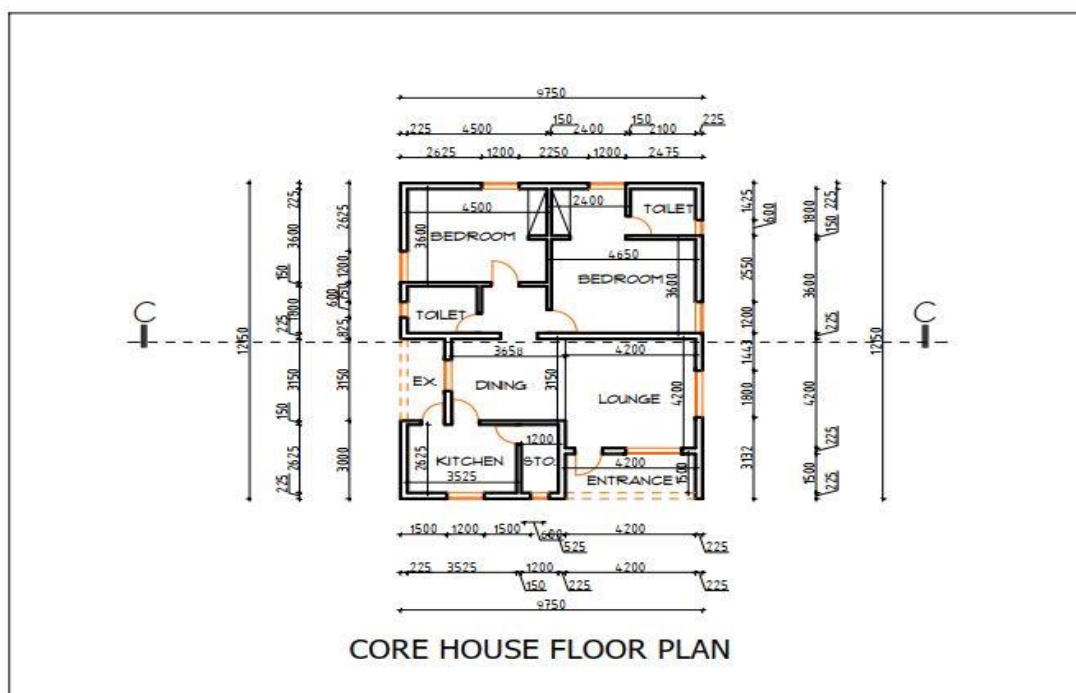 9750
225 4500 150 2400 150 2100 225
2625 1200 2250 1200 2475
4500 2400 TOILET
BEDROOM
3600
4650
BEDROOM
3600
TOILET
C C
3658 4200
EX. DINING 3150 LOUNGE 4200
1200
2625 KITCHEN STO. 4200
3525 ENTRANCE 1500
225 3600 150 1800 225 3150 150 2625 225
2625 1200 750 600 825 3150 3000
1425 600 2550 1200 1443 1800 3132
225 1800 150 3600 225 4200 225 1500 225
1500 1200 1500 600 525 4200 225
225 3525 150 1200 225 4200 225
9750
CORE HOUSE FLOOR PLAN